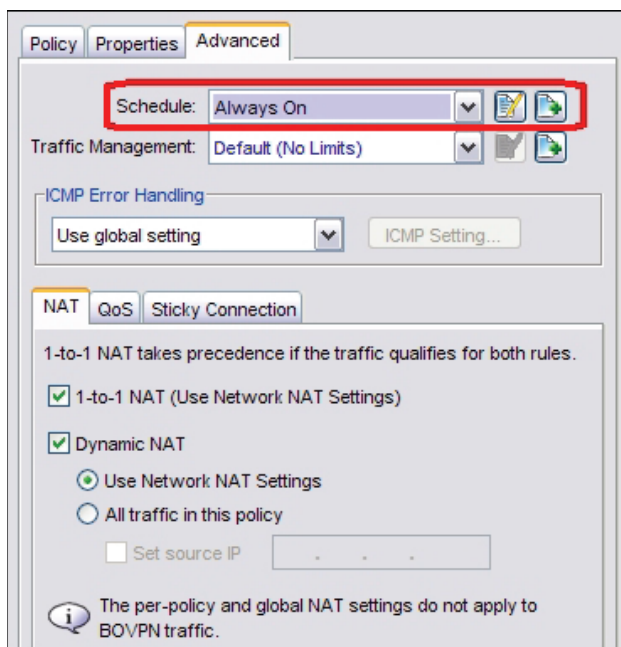 Policy Properties Advanced
Schedule: Always On
Traffic Management: Default (No Limits)
ICMP Error Handling
Use global setting ICMP Setting...
NAT QoS Sticky Connection
1-to-1 NAT takes precedence if the traffic qualifies for both rules.
1-to-1 NAT (Use Network NAT Settings)
Dynamic NAT
Use Network NAT Settings
All traffic in this policy
Set source IP . . .
The per-policy and global NAT settings do not apply to
BOVPN traffic.